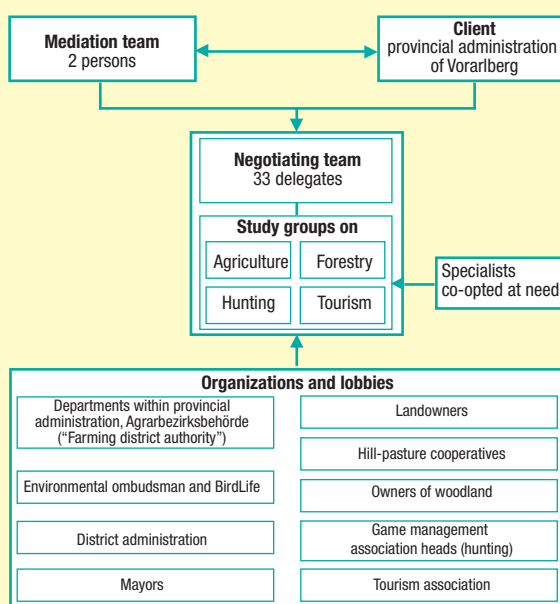 Mediation team
2 persons
Client
provincial administration
of Vorarlberg
Negotiating team
33 delegates
Study groups on
Agriculture
Forestry
Hunting
Tourism
Specialists
co-opted at need
Organizations and lobbies
Departments within provincial
administration, Agrarbezirksbehörde
(“Farming district authority”)
Landowners
Hill-pasture cooperatives
Environmental ombudsman and BirdLife
Owners of woodland
District administration
Game management
association heads (hunting)
Mayors
Tourism association